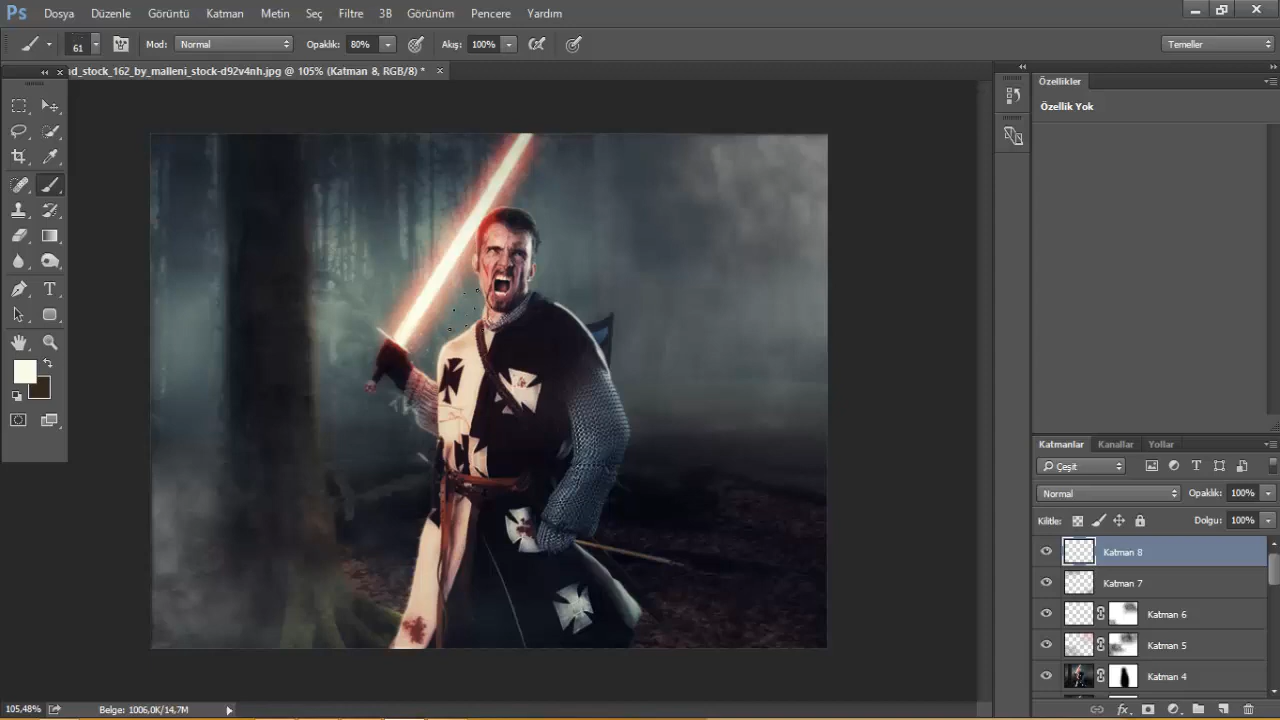 Ps Dosya Düzenle Görüntü Katman Metin Seç Filtre 3B Görünüm Pencere Yardım
61 Mod: Normal Opaklık: 80% Akış: 100% Temeller
ıd_stock_162_by_malleni_stock-d92v4nh.jpg @ 105% (Katman 8, RGB/8) *
Özellikler
Özellik Yok
Katmanlar Kanallar Yollar
Çeşit
Normal Opaklık: 100%
Kilitle: Dolgu: 100%
Katman 8
Katman 7
Katman 6
Katman 5
Katman 4
105,48% Belge: 1006,0K/14,7M